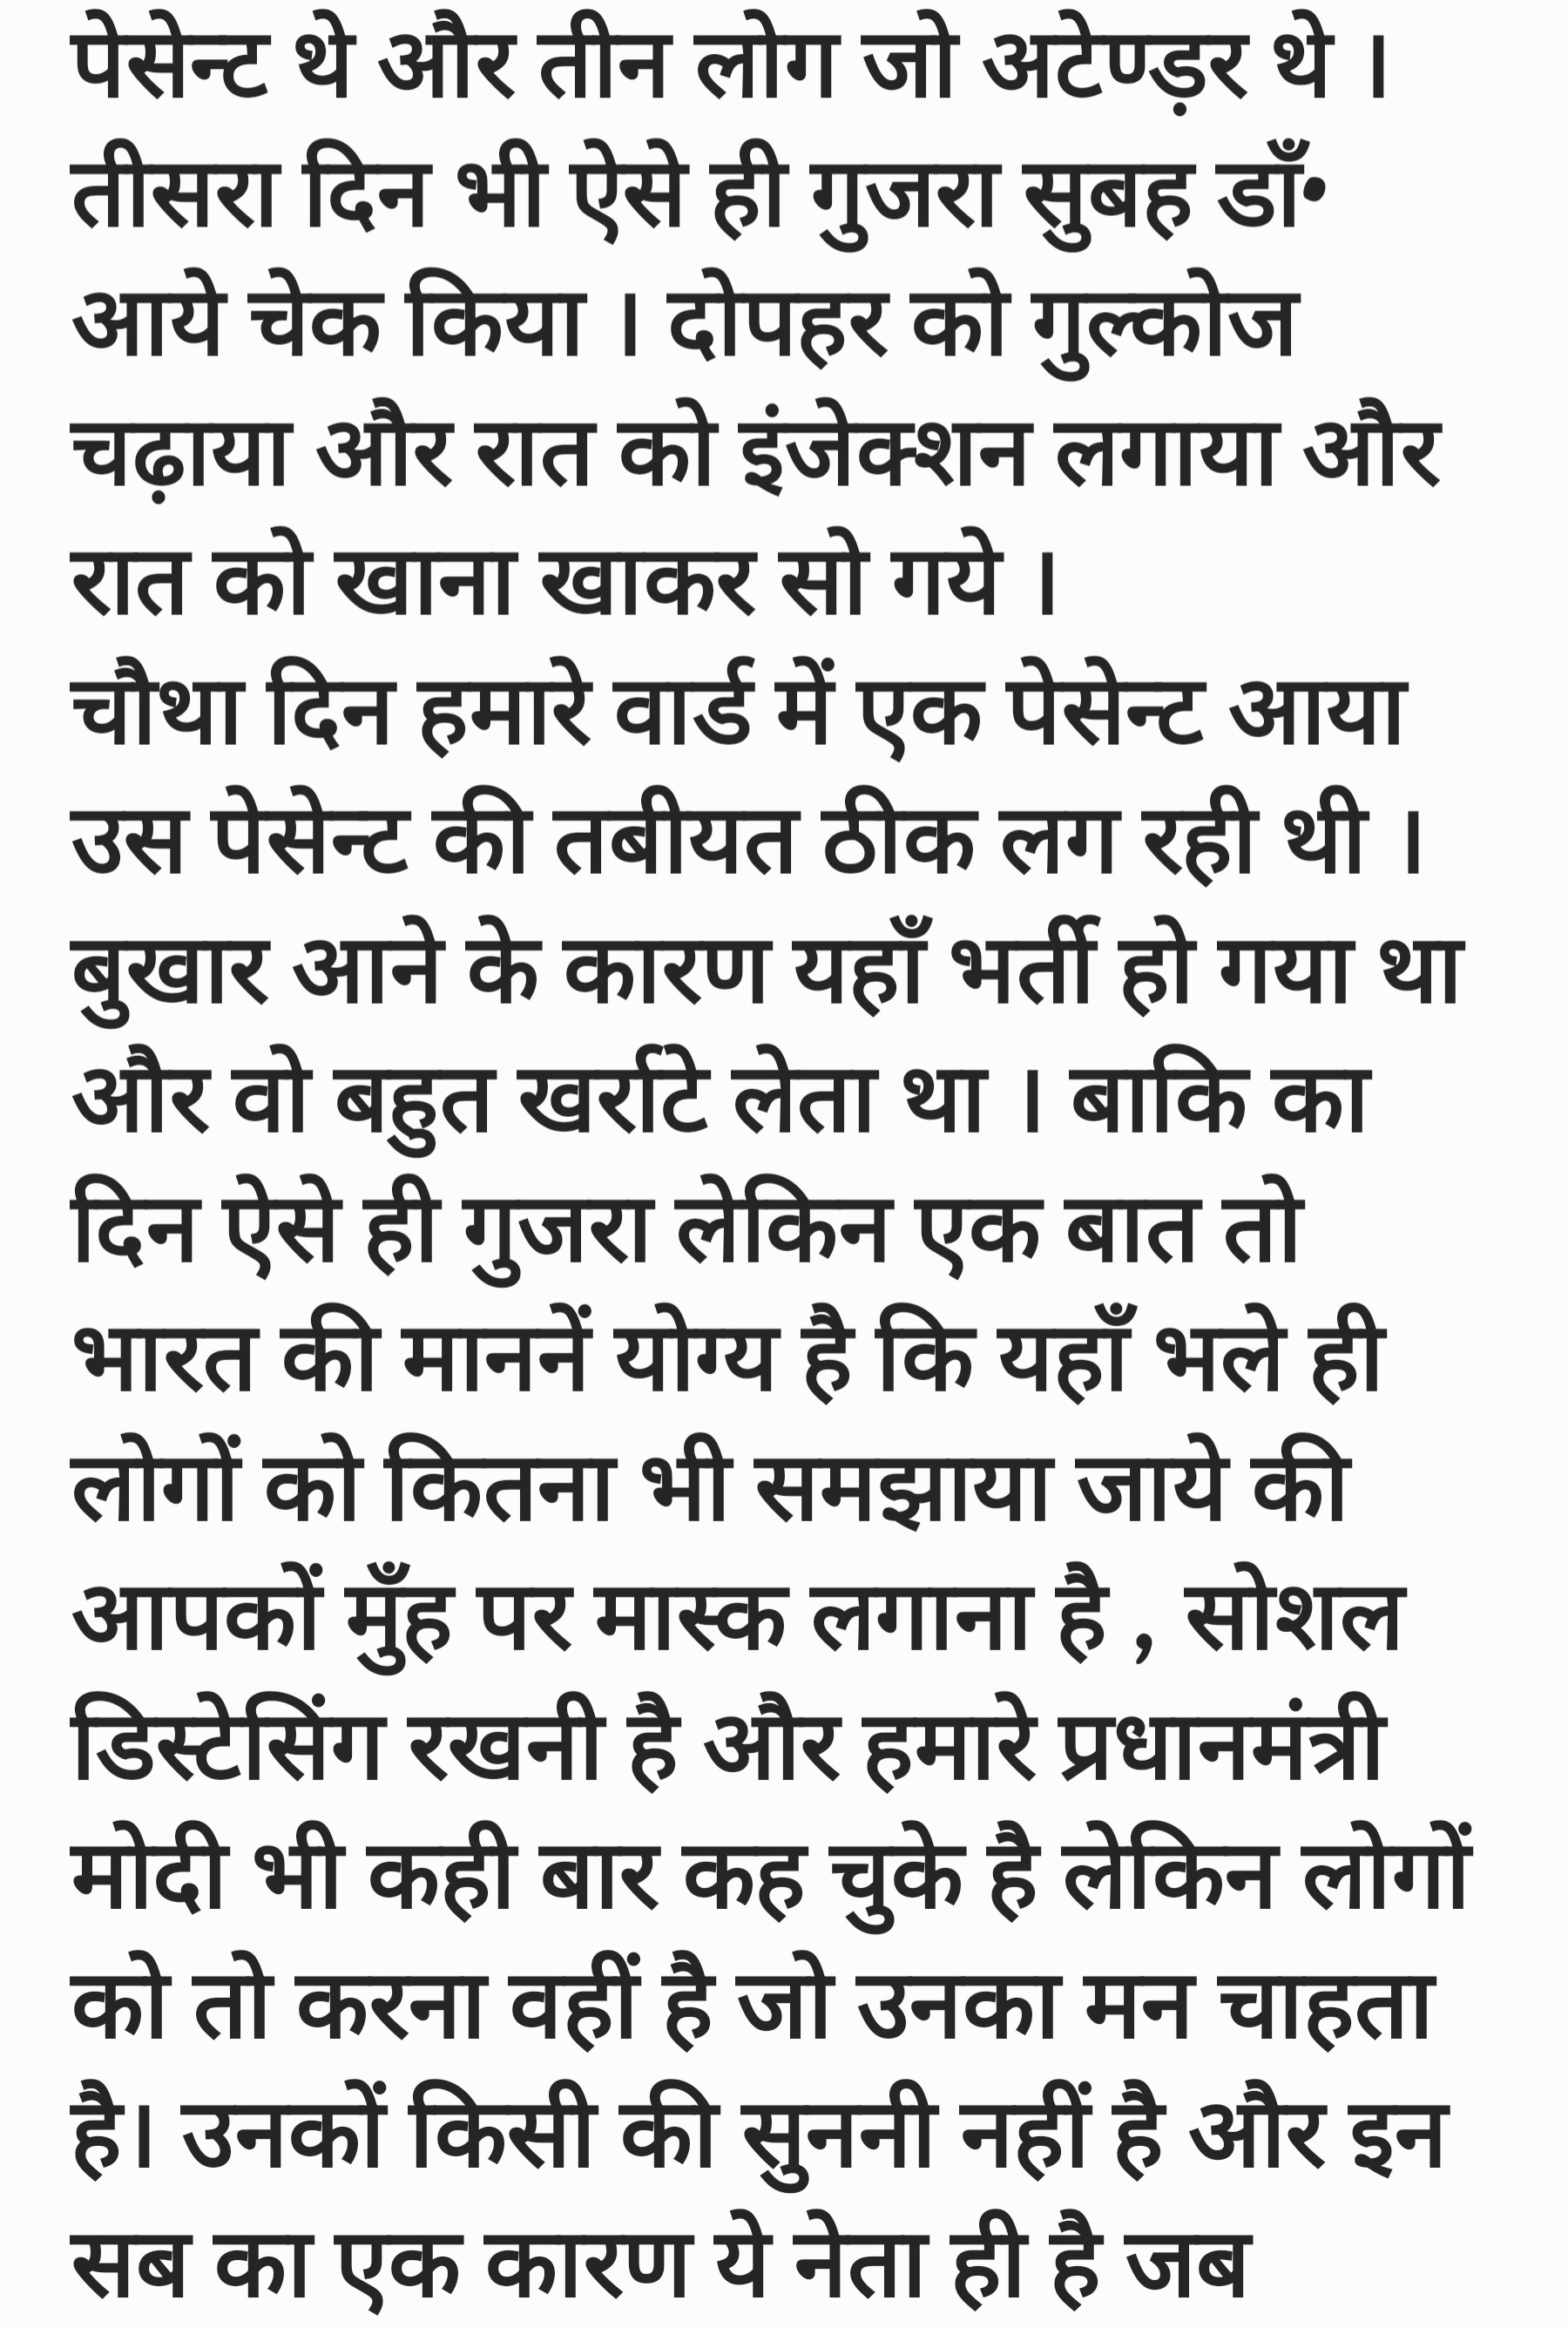 पेसेन्ट थे और तीन लोग जो अटेण्ड़र थे ।
तीसरा दिन भी ऐसे ही गुजरा सुबह डाँ•
आये चेक किया । दोपहर को गुल्कोज
चढ़ाया और रात को इंजेक्शन लगाया और
रात को खाना खाकर सो गये ।
चौथा दिन हमारे वार्ड में एक पेसेन्ट आया
उस पेसेन्ट की तबीयत ठीक लग रही थी ।
बुखार आने के कारण यहाँ भर्ती हो गया था
और वो बहुत खर्राटे लेता था । बाकि का
दिन ऐसे ही गुजरा लेकिन एक बात तो
भारत की माननें योग्य है कि यहाँ भले ही
लोगों को कितना भी समझाया जाये की
आपकों मुँह पर मास्क लगाना है , सोशल
डिस्टेसिंग रखनी है और हमारे प्रधानमंत्री
मोदी भी कही बार कह चुके है लेकिन लोगों
को तो करना वहीं है जो उनका मन चाहता
है। उनकों किसी की सुननी नहीं है और इन
सब का एक कारण ये नेता ही है जब